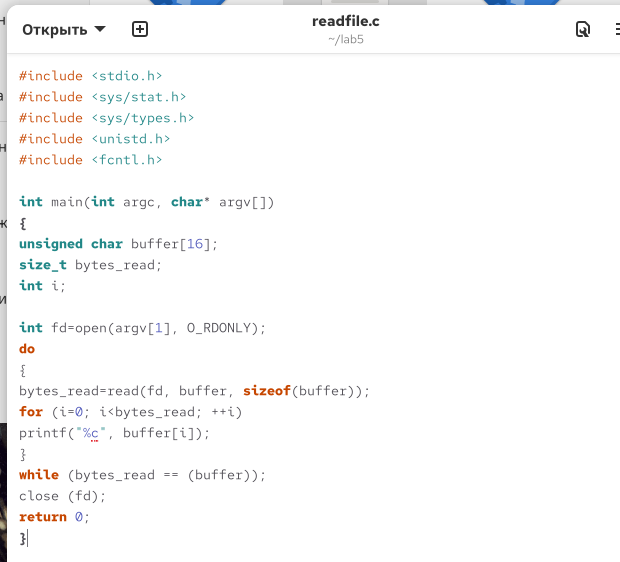 Открыть
readfile.c
~/lab5
#include <stdio.h>
#include <sys/stat.h>
#include <sys/types.h>
#include <unistd.h>
#include <fcntl.h>
int main(int argc, char* argv[])
{
unsigned char buffer[16];
size_t bytes_read;
int i;
int fd=open(argv[1], O_RDONLY);
do
{
bytes_read=read(fd, buffer, sizeof(buffer));
for (i=0; i<bytes_read; ++i)
printf("%c", buffer[i]);
}
while (bytes_read == (buffer));
close (fd);
return 0;
}